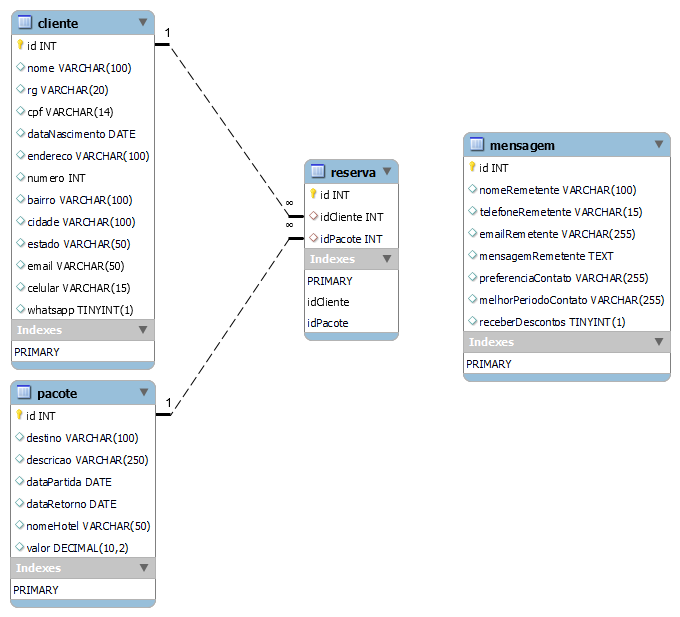 cliente
id INT
nome VARCHAR(100)
rg VARCHAR(20)
cpf VARCHAR(14)
dataNascimento DATE
endereco VARCHAR(100)
numero INT
bairro VARCHAR(100)
cidade VARCHAR(100)
estado VARCHAR(50)
email VARCHAR(50)
celular VARCHAR(15)
whatsapp TINYINT(1)
Indexes
PRIMARY
pacote
id INT
destino VARCHAR(100)
descricao VARCHAR(250)
dataPartida DATE
dataRetorno DATE
nomeHotel VARCHAR(50)
valor DECIMAL(10,2)
Indexes
PRIMARY
1
∞
∞
1
reserva
id INT
idCliente INT
idPacote INT
Indexes
PRIMARY
idCliente
idPacote
mensagem
id INT
nomeRemetente VARCHAR(100)
telefoneRemetente VARCHAR(15)
emailRemetente VARCHAR(255)
mensagemRemetente TEXT
preferenciaContato VARCHAR(255)
melhorPeriodoContato VARCHAR(255)
receberDescontos TINYINT(1)
Indexes
PRIMARY